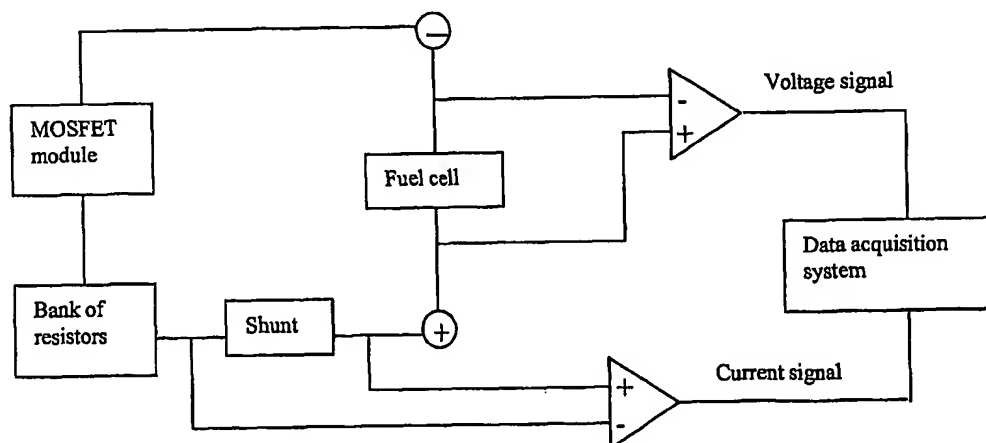 −
MOSFET
module
Voltage signal
-
+
Fuel cell
Data acquisition
system
Bank of
resistors
Shunt
+
Current signal
+
-